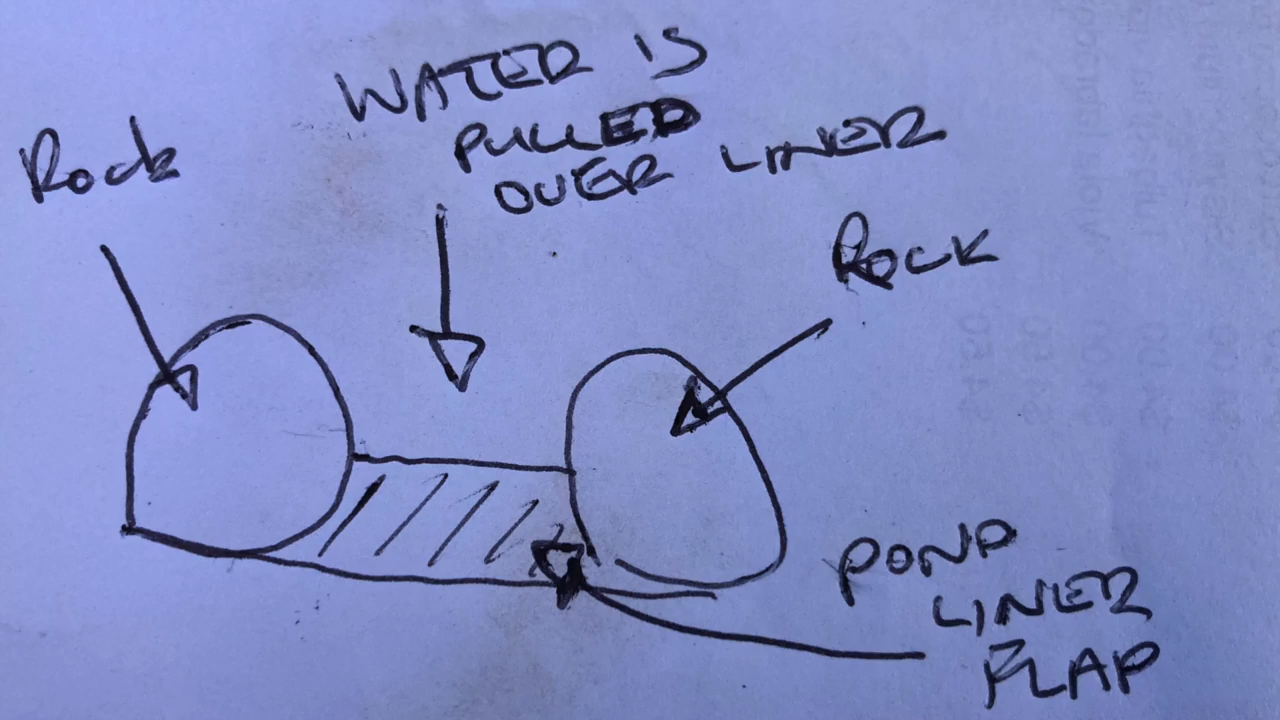 WATER IS
PULLED
OVER LINER
Rock
ROCK
POND
LINER
FLAP